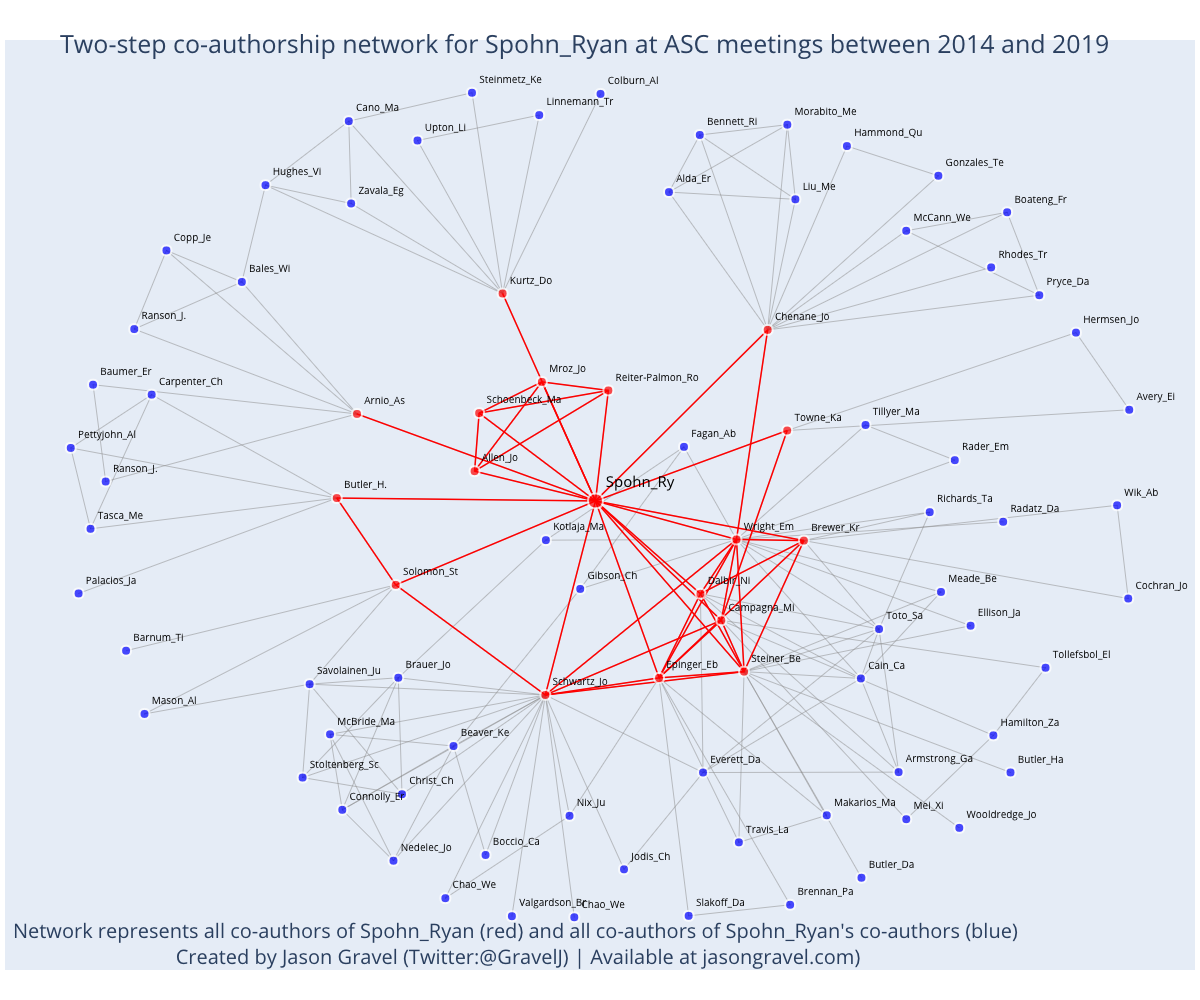 Two-step co-authorship network for Spohn_Ryan at ASC meetings between 2014 and 2019
Steinmetz_Ke
Colburn_Al
Linnemann_Tr
Cano_Ma
Upton_Li
Bennett_Ri
Morabito_Me
Hammond_Qu
Gonzales_Te
Hughes_Vi
Zavala_Eg
Alda_Er
Liu_Me
Boateng_Fr
McCann_We
Copp_Je
Bales_Wi
Rhodes_Tr
Pryce_Da
Kurtz_Do
Ranson_J.
Chenane_Jo
Hermsen_Jo
Baumer_Er
Carpenter_Ch
Mroz_Jo
Reiter-Palmon_Ro
Arnio_As
Schoenbeck_Ma
Avery_Ei
Towne_Ka
Tillyer_Ma
Pettyjohn_Al
Fagan_Ab
Rader_Em
Ranson_J.
Allen_Jo
Butler_H.
Spohn_Ry
Wik_Ab
Richards_Ta
Radatz_Da
Tasca_Me
Kotlaja_Ma
Wright_Em
Brewer_Kr
Palacios_Ja
Solomon_St
Gibson_Ch
Dalbir_Ni
Meade_Be
Cochran_Jo
Campagna_Mi
Toto_Sa
Ellison_Ja
Barnum_Ti
Savolainen_Ju
Brauer_Jo
Epinger_Eb
Steiner_Be
Cain_Ca
Tollefsbol_El
Schwartz_Jo
Mason_Al
McBride_Ma
Beaver_Ke
Hamilton_Za
Stoltenberg_Sc
Christ_Ch
Everett_Da
Armstrong_Ga
Butler_Ha
Connolly_Er
Nix_Ju
Makarios_Ma
Mei_Xi
Wooldredge_Jo
Nedelec_Jo
Boccio_Ca
Jodis_Ch
Travis_La
Butler_Da
Chao_We
Valgardson_Br
Chao_We
Slakoff_Da
Brennan_Pa
Network represents all co-authors of Spohn_Ryan (red) and all co-authors of Spohn_Ryan's co-authors (blue)
Created by Jason Gravel (Twitter:@GravelJ) | Available at jasongravel.com)